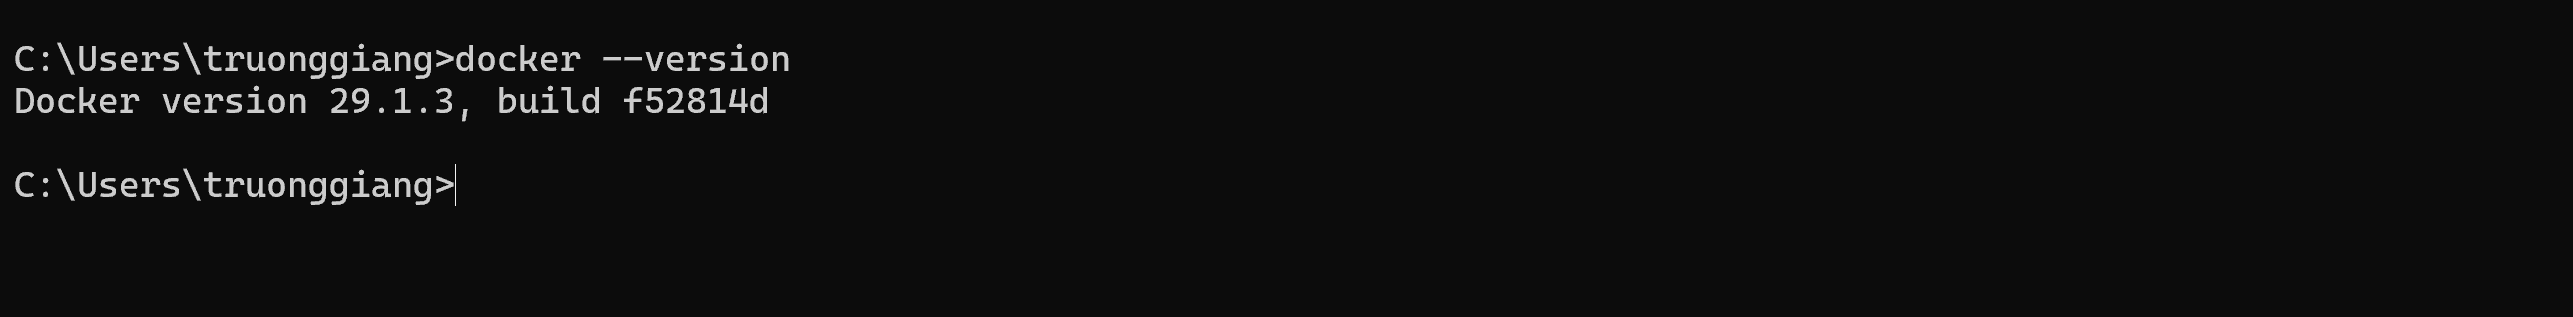 C:\Users\truonggiang>docker --version
Docker version 29.1.3, build f52814d
C:\Users\truonggiang>